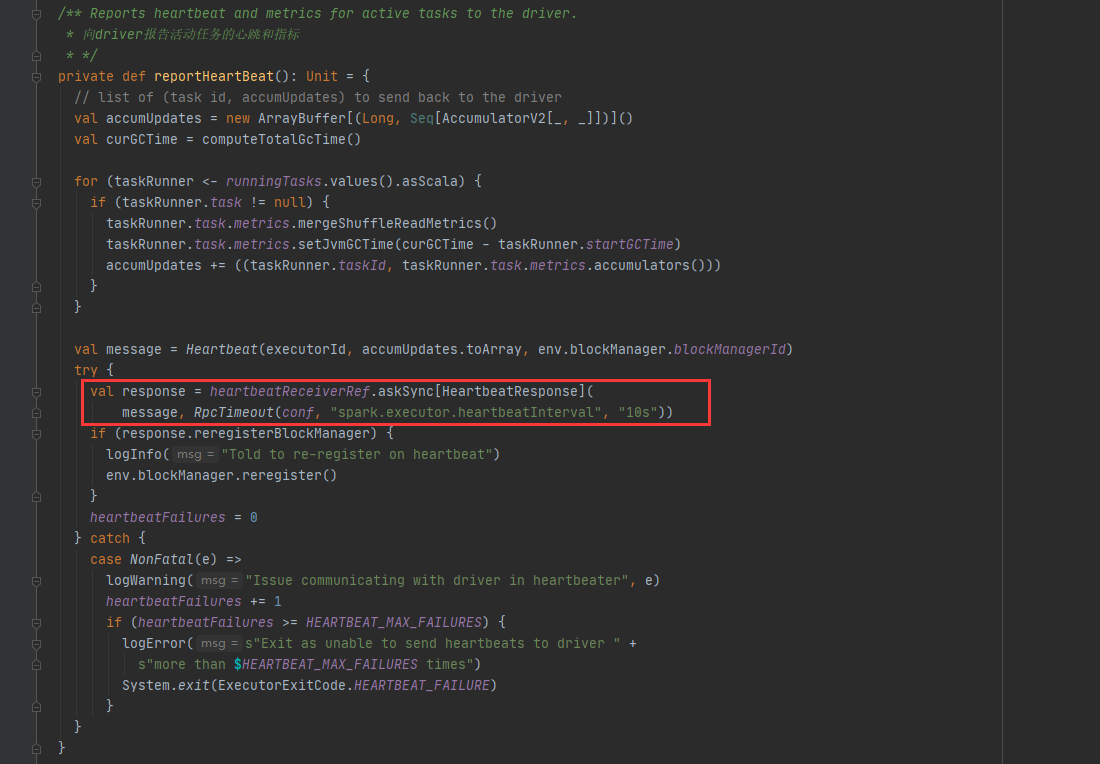 /** Reports heartbeat and metrics for active tasks to the driver.
 * 向driver报告活动任务的心跳和指标
 * */
private def reportHeartBeat(): Unit = {
  // list of (task id, accumUpdates) to send back to the driver
  val accumUpdates = new ArrayBuffer[(Long, Seq[AccumulatorV2[_, _]])]()
  val curGCTime = computeTotalGcTime()

  for (taskRunner <- runningTasks.values().asScala) {
    if (taskRunner.task != null) {
      taskRunner.task.metrics.mergeShuffleReadMetrics()
      taskRunner.task.metrics.setJvmGCTime(curGCTime - taskRunner.startGCTime)
      accumUpdates += ((taskRunner.taskId, taskRunner.task.metrics.accumulators()))
    }
  }

  val message = Heartbeat(executorId, accumUpdates.toArray, env.blockManager.blockManagerId)
  try {
    val response = heartbeatReceiverRef.askSync[HeartbeatResponse](
        message, RpcTimeout(conf, "spark.executor.heartbeatInterval", "10s"))
    if (response.reregisterBlockManager) {
      logInfo( msg = "Told to re-register on heartbeat")
      env.blockManager.reregister()
    }
    heartbeatFailures = 0
  } catch {
    case NonFatal(e) =>
      logWarning( msg = "Issue communicating with driver in heartbeater", e)
      heartbeatFailures += 1
      if (heartbeatFailures >= HEARTBEAT_MAX_FAILURES) {
        logError( msg = s"Exit as unable to send heartbeats to driver " +
          s"more than $HEARTBEAT_MAX_FAILURES times")
        System.exit(ExecutorExitCode.HEARTBEAT_FAILURE)
      }
  }
}